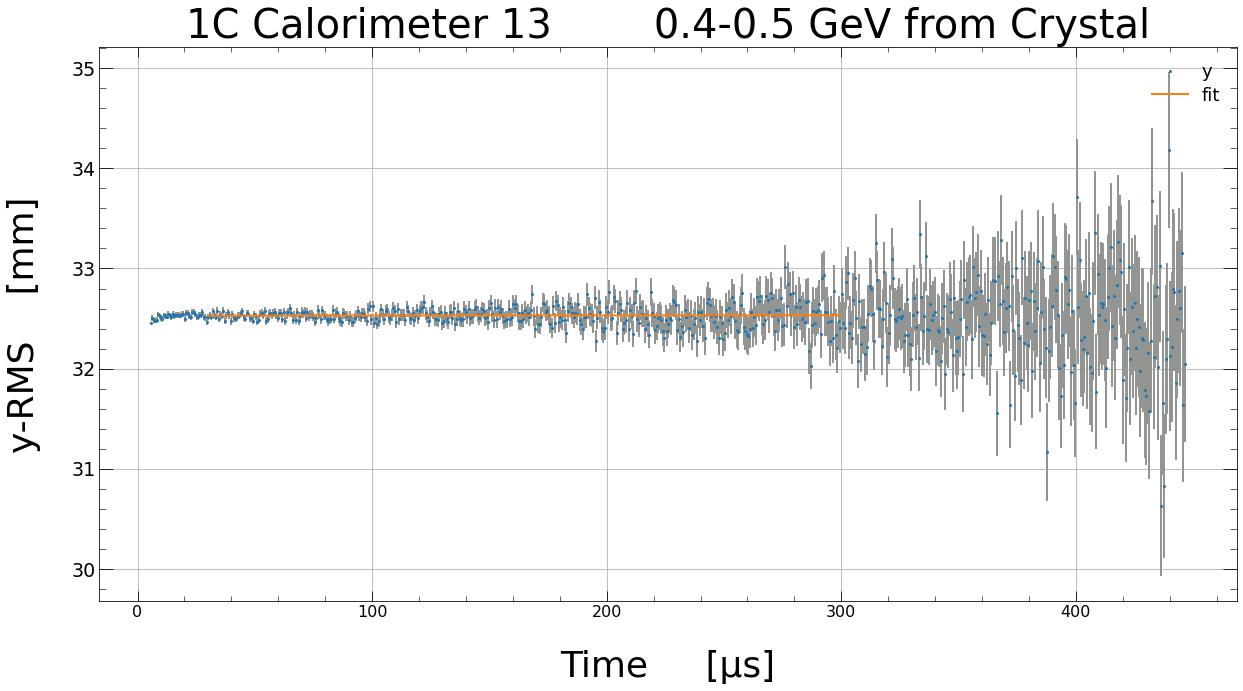 1C Calorimeter 13 0.4-0.5 GeV from Crystal
y
fit
35
34
33
32
31
30
y-RMS [mm]
0 100 200 300 400
Time [μs]